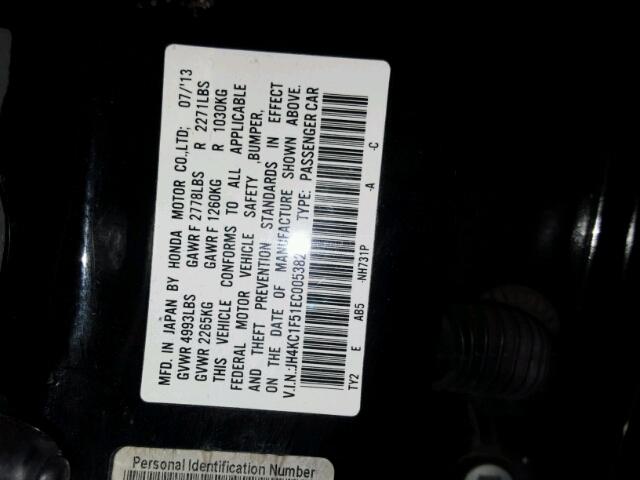 MFD. IN JAPAN BY HONDA MOTOR CO.,LTD; 07/'13
GVWR 4993LBS GAWR F 2778LBS R 2271LBS
GVWR 2265KG GAWR F 1260KG R 1030KG
THIS VEHICLE CONFORMS TO ALL APPLICABLE
FEDERAL MOTOR VEHICLE SAFETY ,BUMPER,
AND THEFT PREVENTION STANDARDS IN EFFECT
ON THE DATE OF MANUFACTURE SHOWN ABOVE.
V.I.N.:JH4KC1F51EC005382 TYPE: PASSENGER CAR
TY2 E AB5 -NH731P -A -C
Personal Identification Number